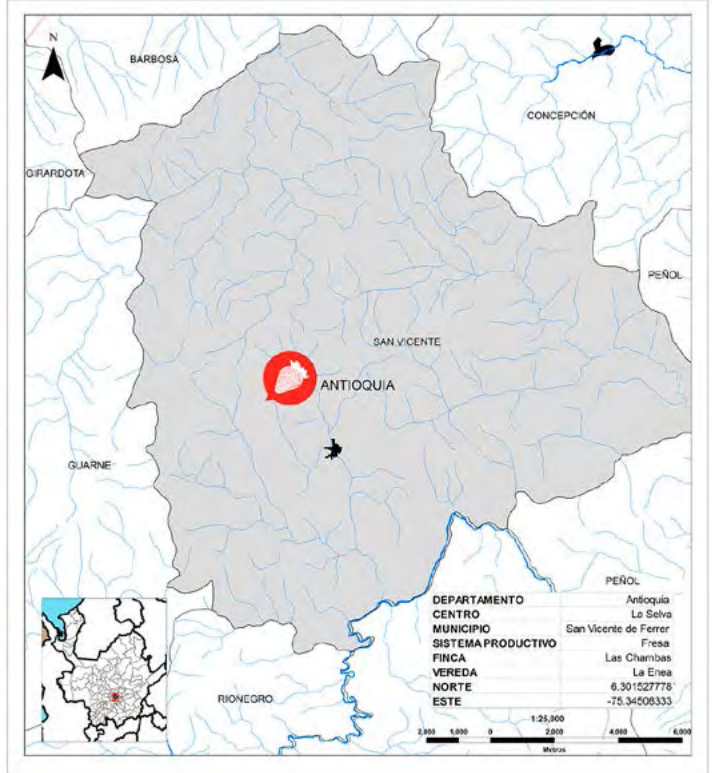 N
BARBOSA
CONCEPCIÓN
GIRARDOTA
PEÑOL
SAN VICENTE
ANTIOQUIA
GUARNE
PEÑOL
DEPARTAMENTO Antioquia
CENTRO La Selva
MUNICIPIO San Vicente de Ferrer
SISTEMA PRODUCTIVO Fresa
FINCA Las Chambas
VEREDA La Enea
NORTE 6.301527778
ESTE -75.34508333
RIONEGRO
1:25,000
2,000 1,000 0 2,000 4,000 6,000
Metros